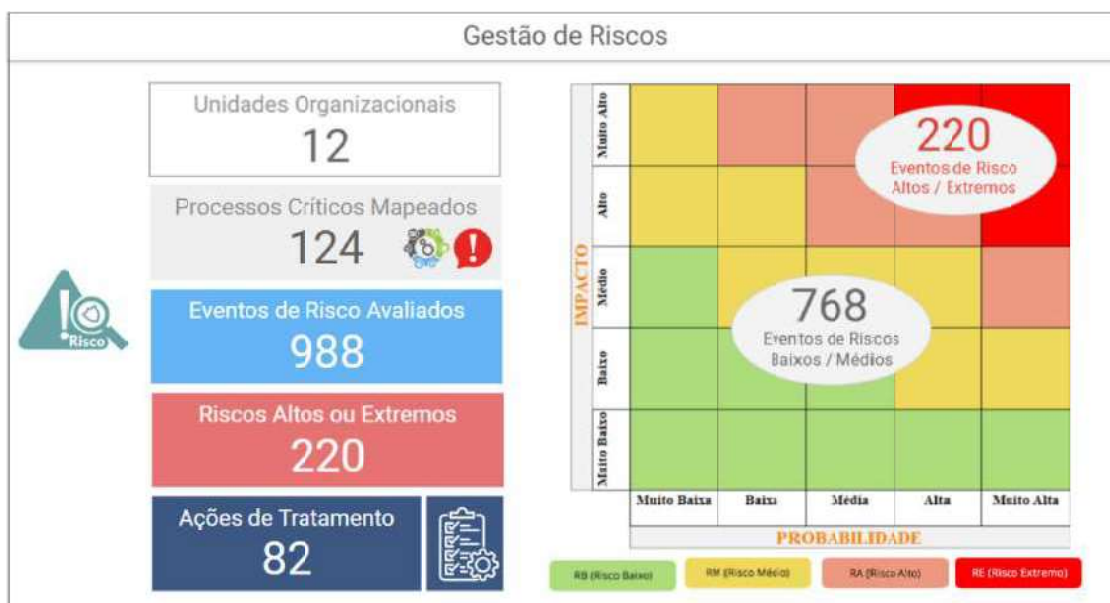 Gestão de Riscos
Unidades Organizacionais
12
Processos Críticos Mapeados
124
Eventos de Risco Avaliados
988
Riscos Altos ou Extremos
220
Ações de Tratamento
82
Risco
IMPACTO
Muito Alto
Alto
Médio
Baixo
Muito Baixo
220
Eventos de Risco
Altos / Extremos
768
Eventos de Riscos
Baixos / Médios
Muito Baixa
Baixa
Média
Alta
Muito Alta
PROBABILIDADE
RB (Risco Baixo)
RM (Risco Médio)
RA (Risco Alto)
RE (Risco Extremo)